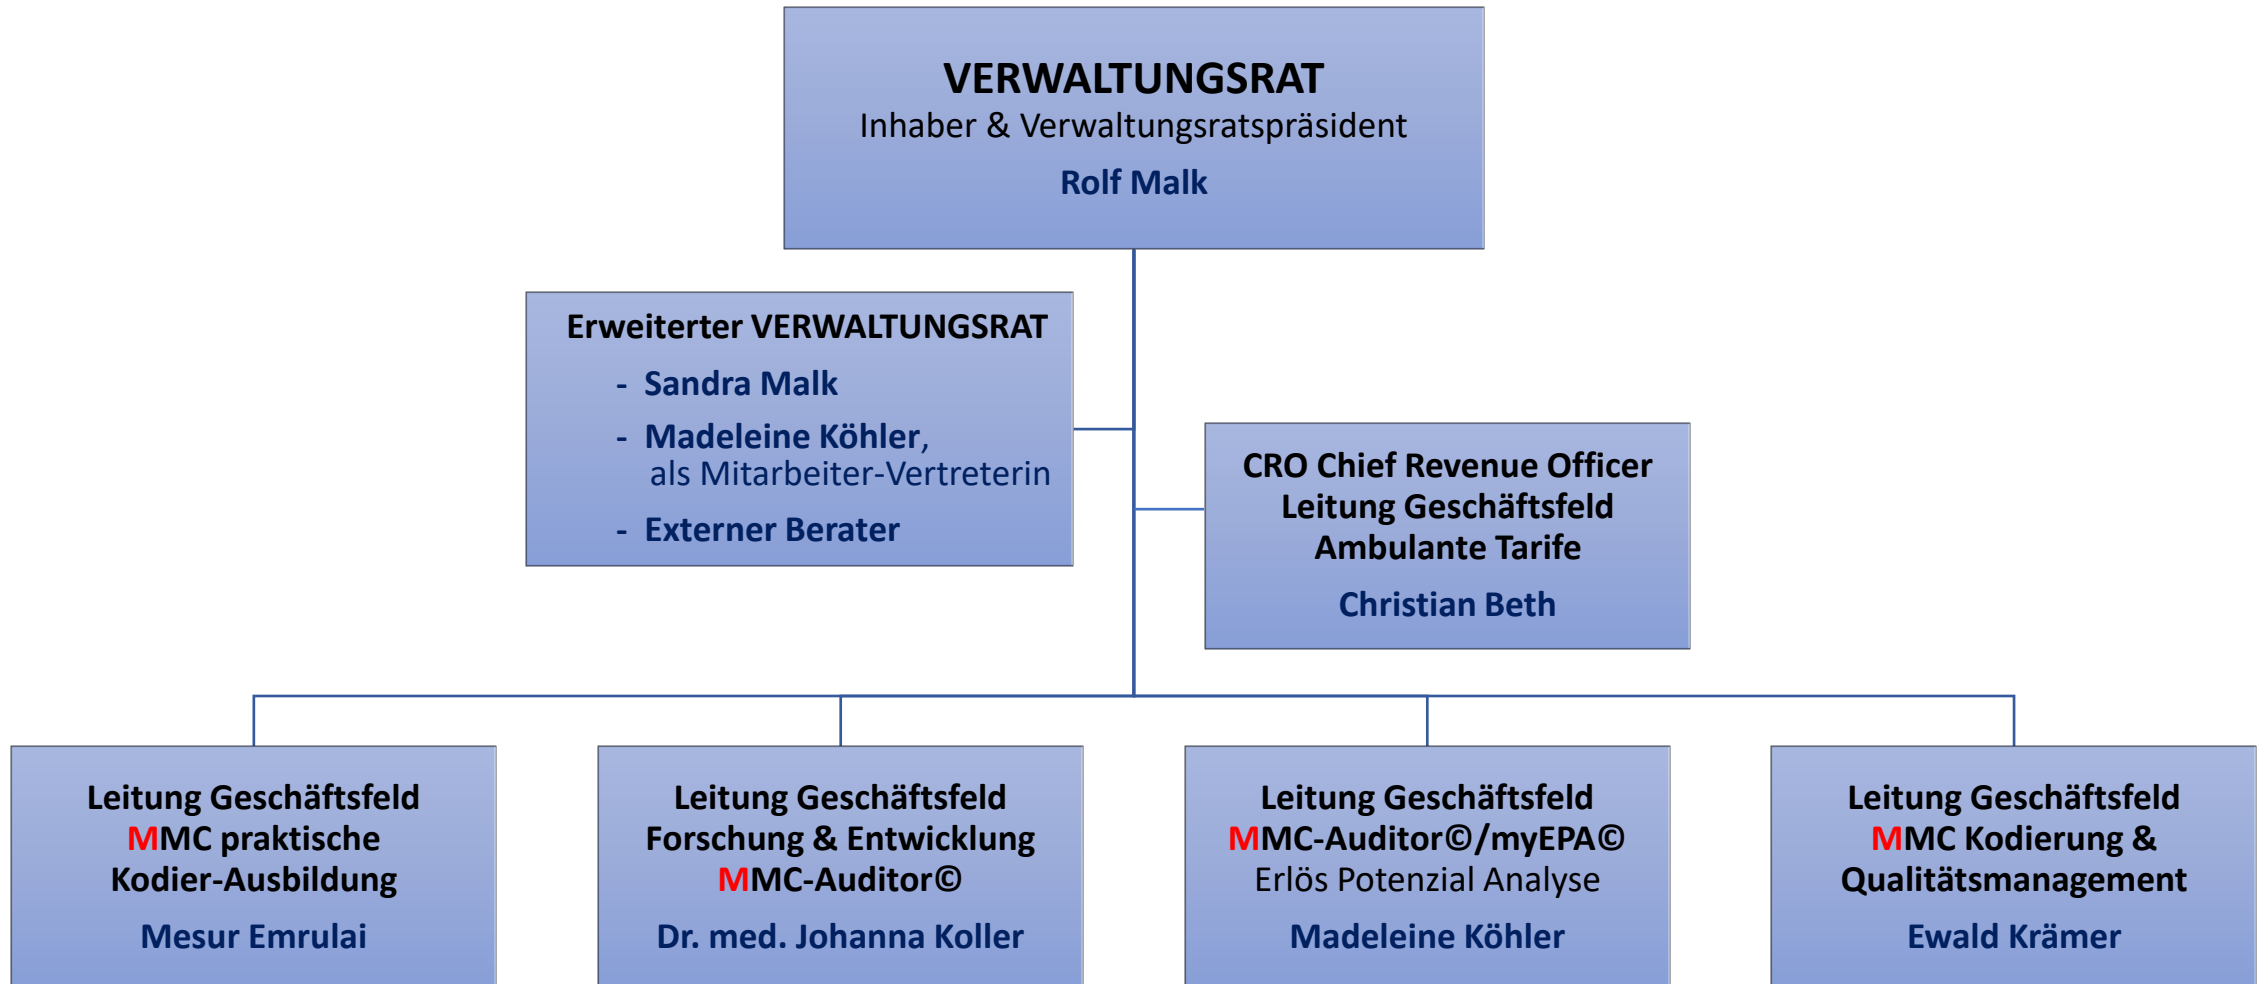 VERWALTUNGSRAT
Inhaber & Verwaltungsratspräsident
Rolf Malk
Erweiterter VERWALTUNGSRAT
- Sandra Malk
- Madeleine Köhler,
als Mitarbeiter-Vertreterin
- Externer Berater
CRO Chief Revenue Officer
Leitung Geschäftsfeld
Ambulante Tarife
Christian Beth
Leitung Geschäftsfeld
MMC praktische
Kodier-Ausbildung
Mesur Emrulai
Leitung Geschäftsfeld
Forschung & Entwicklung
MMC-Auditor©
Dr. med. Johanna Koller
Leitung Geschäftsfeld
MMC-Auditor©/myEPA©
Erlös Potenzial Analyse
Madeleine Köhler
Leitung Geschäftsfeld
MMC Kodierung &
Qualitätsmanagement
Ewald Krämer